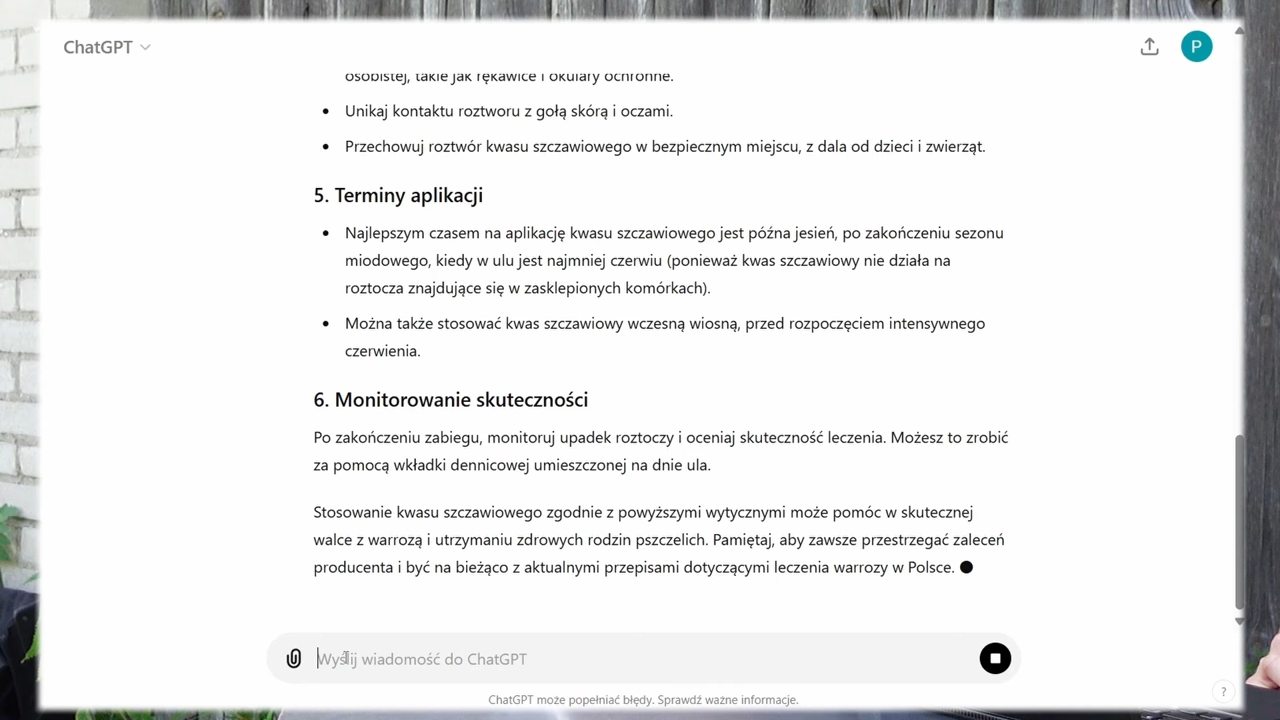 ChatGPT
P
osobistej, takie jak rękawice i okulary ochronne.
• Unikaj kontaktu roztworu z gołą skórą i oczami.
• Przechowuj roztwór kwasu szczawiowego w bezpiecznym miejscu, z dala od dzieci i zwierząt.
5. Terminy aplikacji
• Najlepszym czasem na aplikację kwasu szczawiowego jest późna jesień, po zakończeniu sezonu
miodowego, kiedy w ulu jest najmniej czerwiu (ponieważ kwas szczawiowy nie działa na
roztocza znajdujące się w zasklepionych komórkach).
• Można także stosować kwas szczawiowy wczesną wiosną, przed rozpoczęciem intensywnego
czerwienia.
6. Monitorowanie skuteczności
Po zakończeniu zabiegu, monitoruj upadek roztoczy i oceniaj skuteczność leczenia. Możesz to zrobić
za pomocą wkładki dennicowej umieszczonej na dnie ula.
Stosowanie kwasu szczawiowego zgodnie z powyższymi wytycznymi może pomóc w skutecznej
walce z warrozą i utrzymaniu zdrowych rodzin pszczelich. Pamiętaj, aby zawsze przestrzegać zaleceń
producenta i być na bieżąco z aktualnymi przepisami dotyczącymi leczenia warrozy w Polsce.
Wyślij wiadomość do ChatGPT
ChatGPT może popełniać błędy. Sprawdź ważne informacje.
?